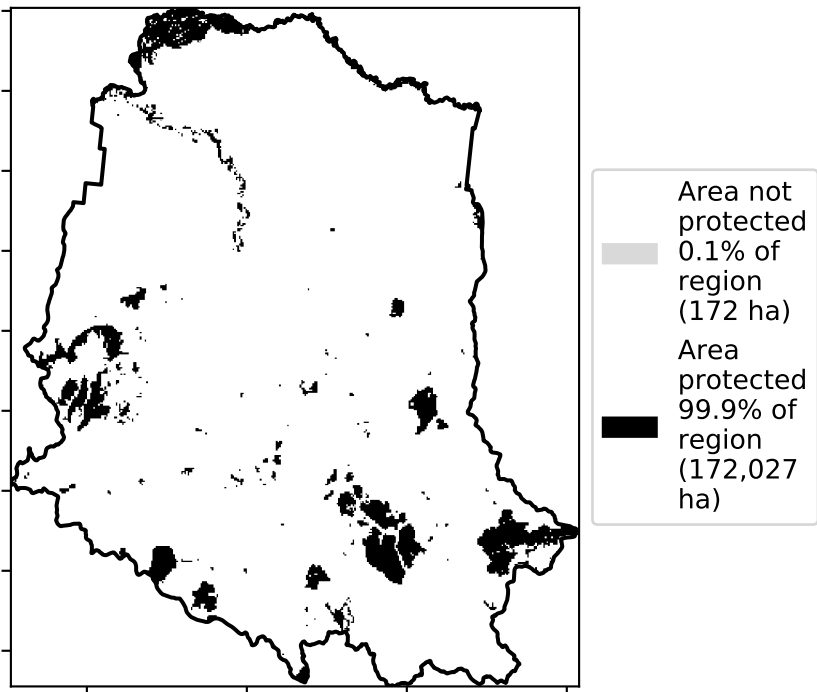 Area not
protected
0.1% of
region
(172 ha)
Area
protected
99.9% of
region
(172,027
ha)